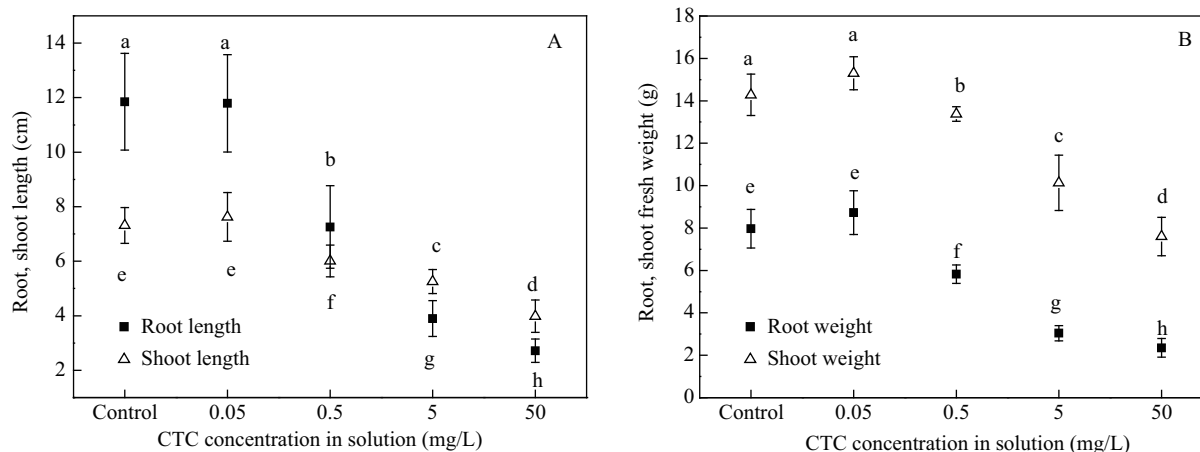 A
Root, shoot length (cm)
14
12
10
8
6
4
2
a
a
b
c
d
e
e
f
g
h
Root length
Shoot length
Control
0.05
0.5
5
50
CTC concentration in solution (mg/L)
B
Root, shoot fresh weight (g)
18
16
14
12
10
8
6
4
2
0
a
a
b
c
d
e
e
f
g
h
Root weight
Shoot weight
Control
0.05
0.5
5
50
CTC concentration in solution (mg/L)